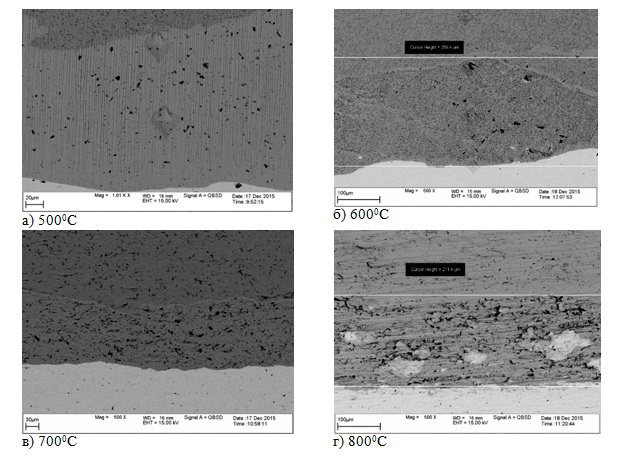 Cursor Height = 259.4 µm
20µm
Mag = 1.01 K X
WD = 16 mm
EHT = 15.00 kV
Signal A = QBSD
Date :17 Dec 2015
Time :9:52:15
100µm
Mag = 500 X
WD = 15 mm
EHT = 15.00 kV
Signal A = QBSD
Date :18 Dec 2015
Time :12:07:53
а) 500⁰С
б) 600⁰С
Cursor Height = 211.4 µm
30µm
Mag = 500 X
WD = 16 mm
EHT = 15.00 kV
Signal A = QBSD
Date :17 Dec 2015
Time :10:59:11
100µm
Mag = 500 X
WD = 16 mm
EHT = 15.00 kV
Signal A = QBSD
Date :18 Dec 2015
Time :11:20:44
в) 700⁰С
г) 800⁰С